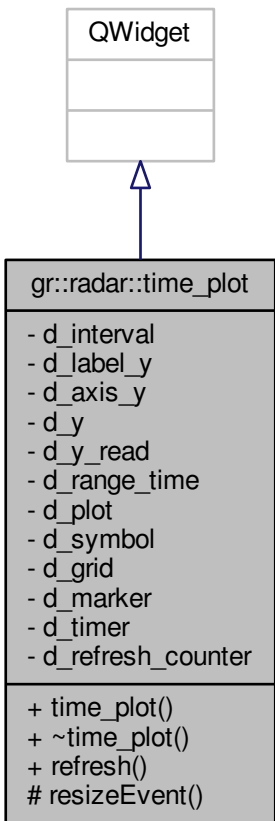 QWidget
gr::radar::time_plot
- d_interval
- d_label_y
- d_axis_y
- d_y
- d_y_read
- d_range_time
- d_plot
- d_symbol
- d_grid
- d_marker
- d_timer
- d_refresh_counter
+ time_plot()
+ ~time_plot()
+ refresh()
# resizeEvent()